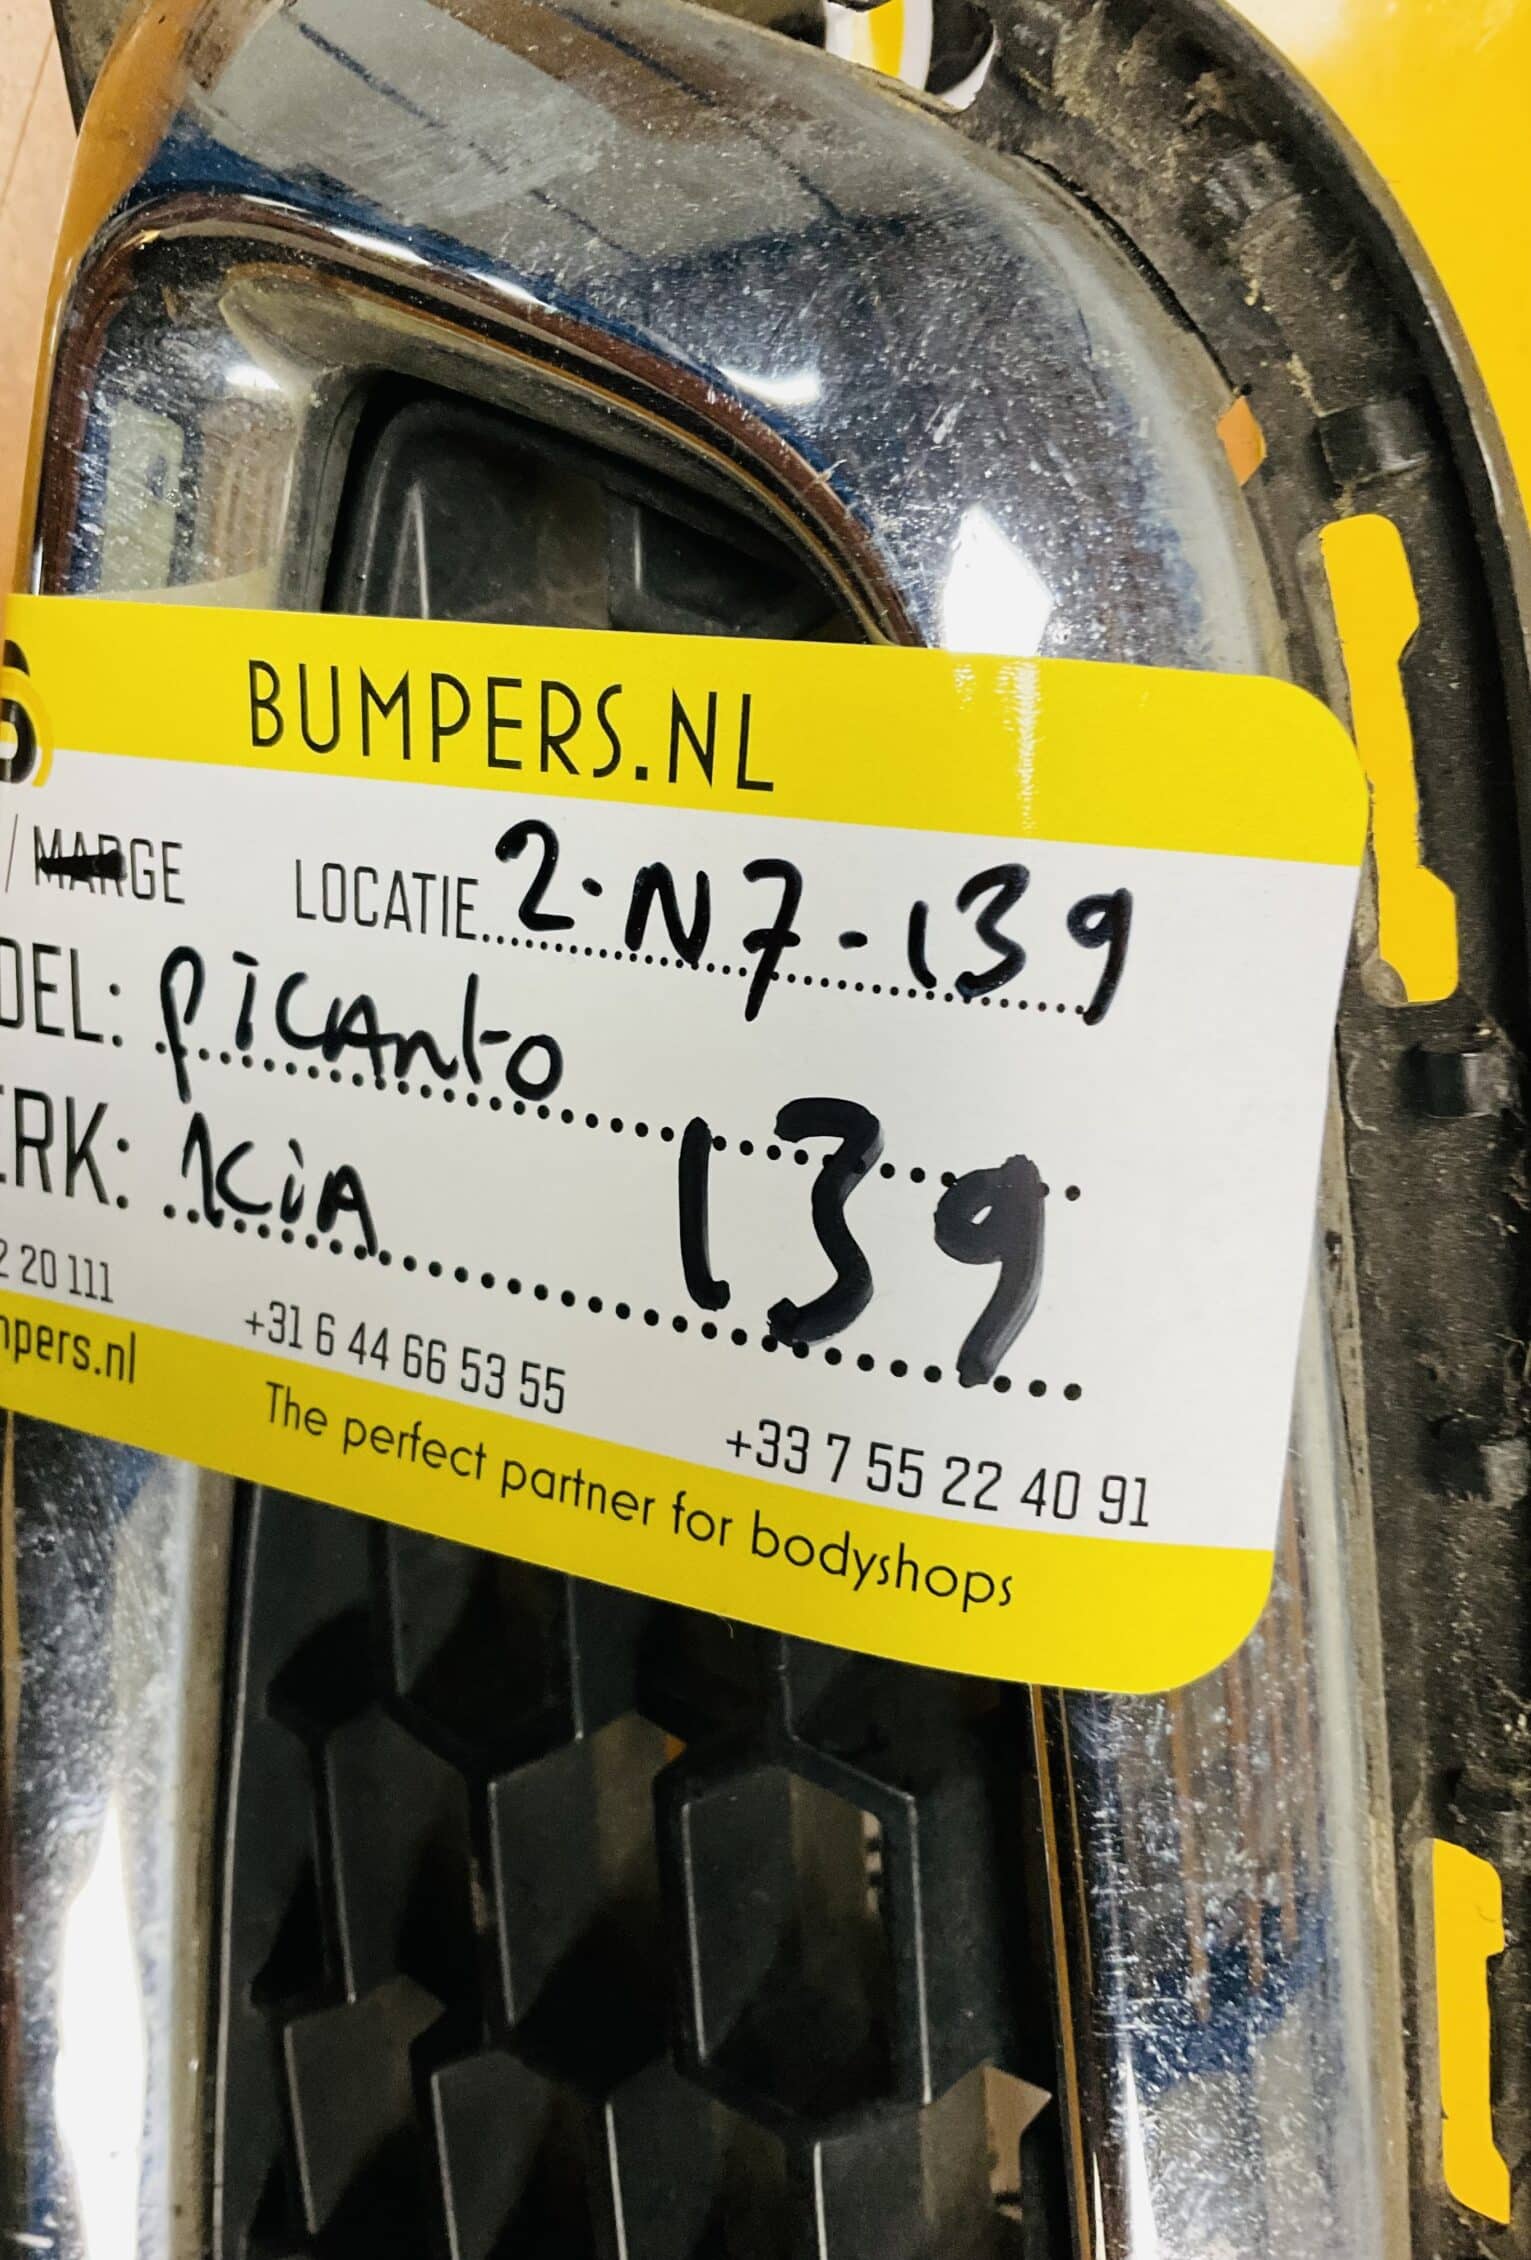 BUMPERS.NL
/ MARGE LOCATIE 2-N7-139
DEL: PiCAnto
ERK: KiA 139
2 20 111 +31 6 44 66 53 55 +33 7 55 22 40 91
mpers.nl The perfect partner for bodyshops